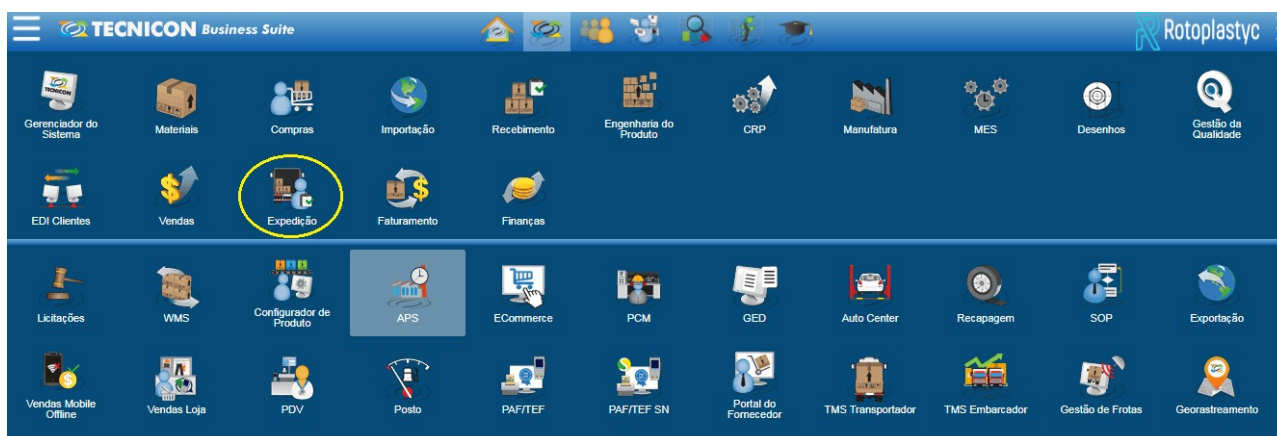 TECNICON Business Suite
Rotoplastyc
TECNICON
Gerenciador do
Sistema
Materiais
Compras
Importação
Recebimento
Engenharia do
Produto
CRP
Manufatura
MES
Desenhos
Gestão da
Qualidade
EDI Clientes
Vendas
Expedição
Faturamento
Finanças
Licitações
WMS
Configurador de
Produto
APS
ECommerce
PCM
GED
Auto Center
Recapagem
SOP
Exportação
Vendas Mobile
Offline
Vendas Loja
PDV
Posto
PAF/TEF
PAF/TEF SN
Portal do
Fornecedor
TMS Transportador
TMS Embarcador
Gestão de Frotas
Georastreamento